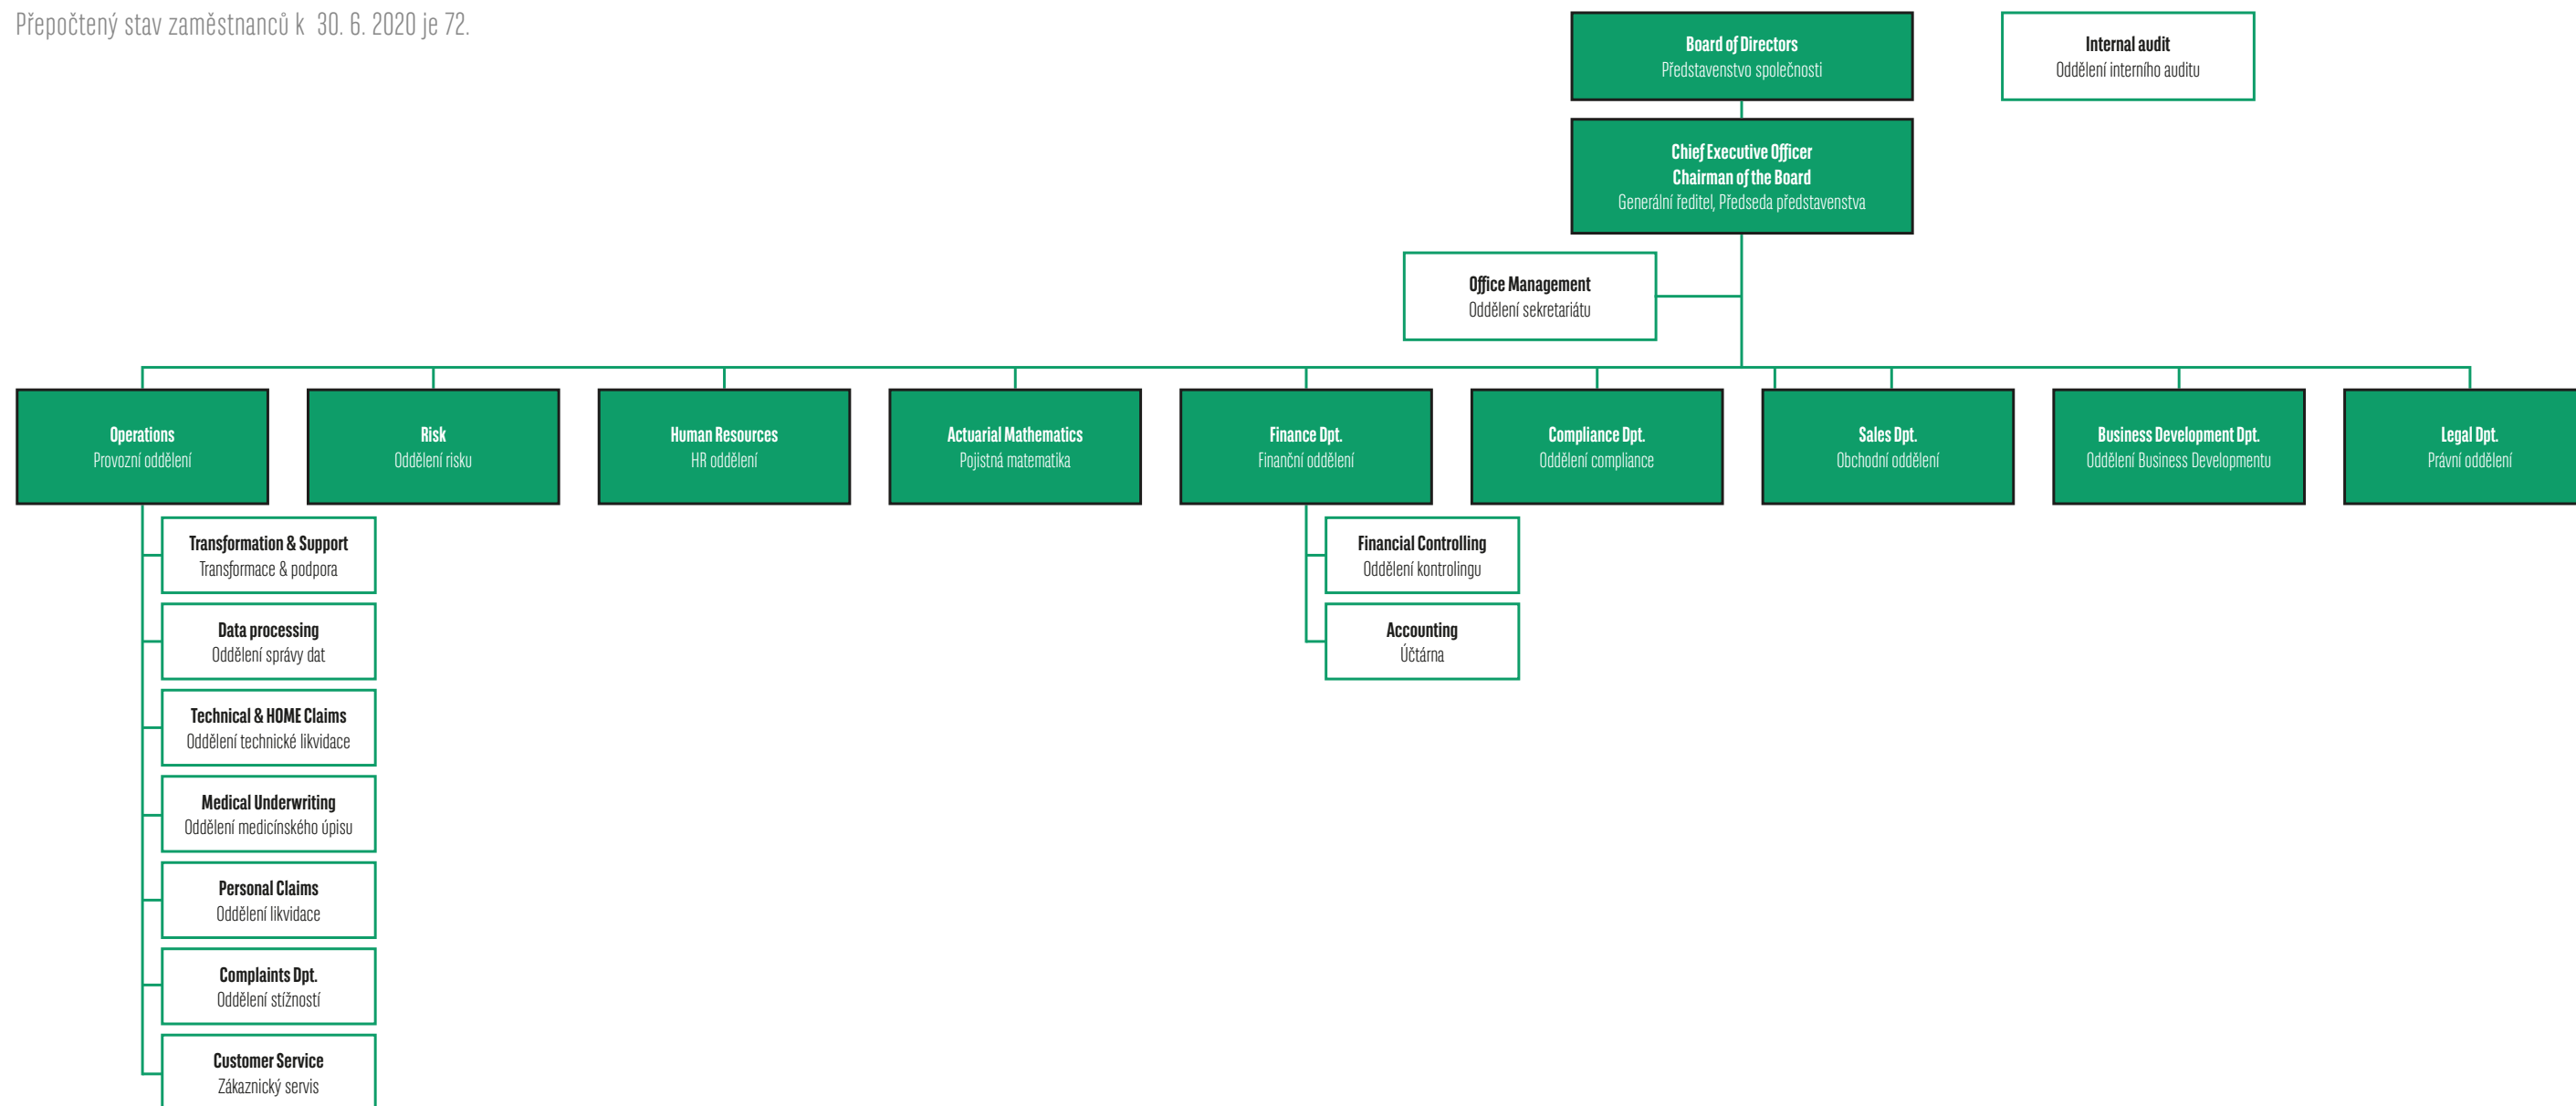 Přepočtený stav zaměstnanců k 30. 6. 2020 je 72.
Board of Directors
Představenstvo společnosti
Internal audit
Oddělení interního auditu
Chief Executive Officer
Chairman of the Board
Generální ředitel, Předseda představenstva
Office Management
Oddělení sekretariátu
Operations
Provozní oddělení
Risk
Oddělení risku
Human Resources
HR oddělení
Actuarial Mathematics
Pojistná matematika
Finance Dpt.
Finanční oddělení
Compliance Dpt.
Oddělení compliance
Sales Dpt.
Obchodní oddělení
Business Development Dpt.
Oddělení Business Developmentu
Legal Dpt.
Právní oddělení
Transformation & Support
Transformace & podpora
Data processing
Oddělení správy dat
Technical & HOME Claims
Oddělení technické likvidace
Medical Underwriting
Oddělení medicínského úpisu
Personal Claims
Oddělení likvidace
Complaints Dpt.
Oddělení stížností
Customer Service
Zákaznický servis
Financial Controlling
Oddělení kontrolingu
Accounting
Účtárna